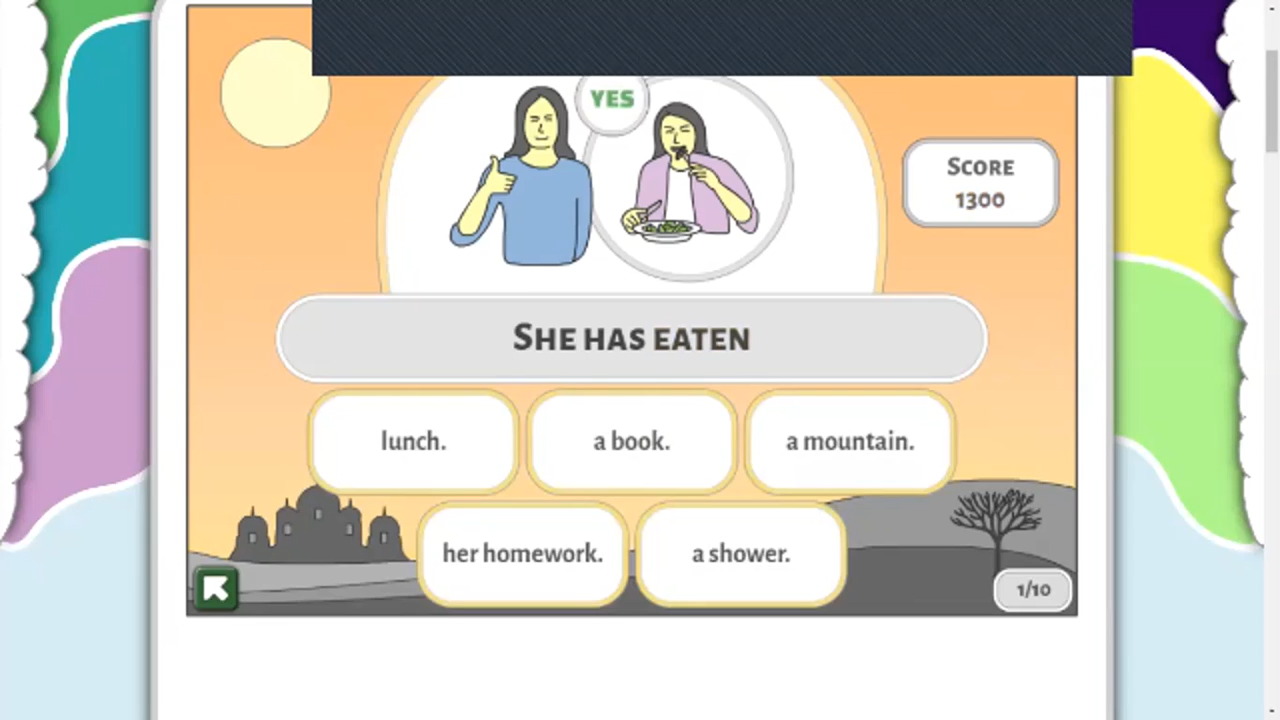 YES
SCORE
1300
SHE HAS EATEN
lunch.
a book.
a mountain.
her homework.
a shower.
1/10